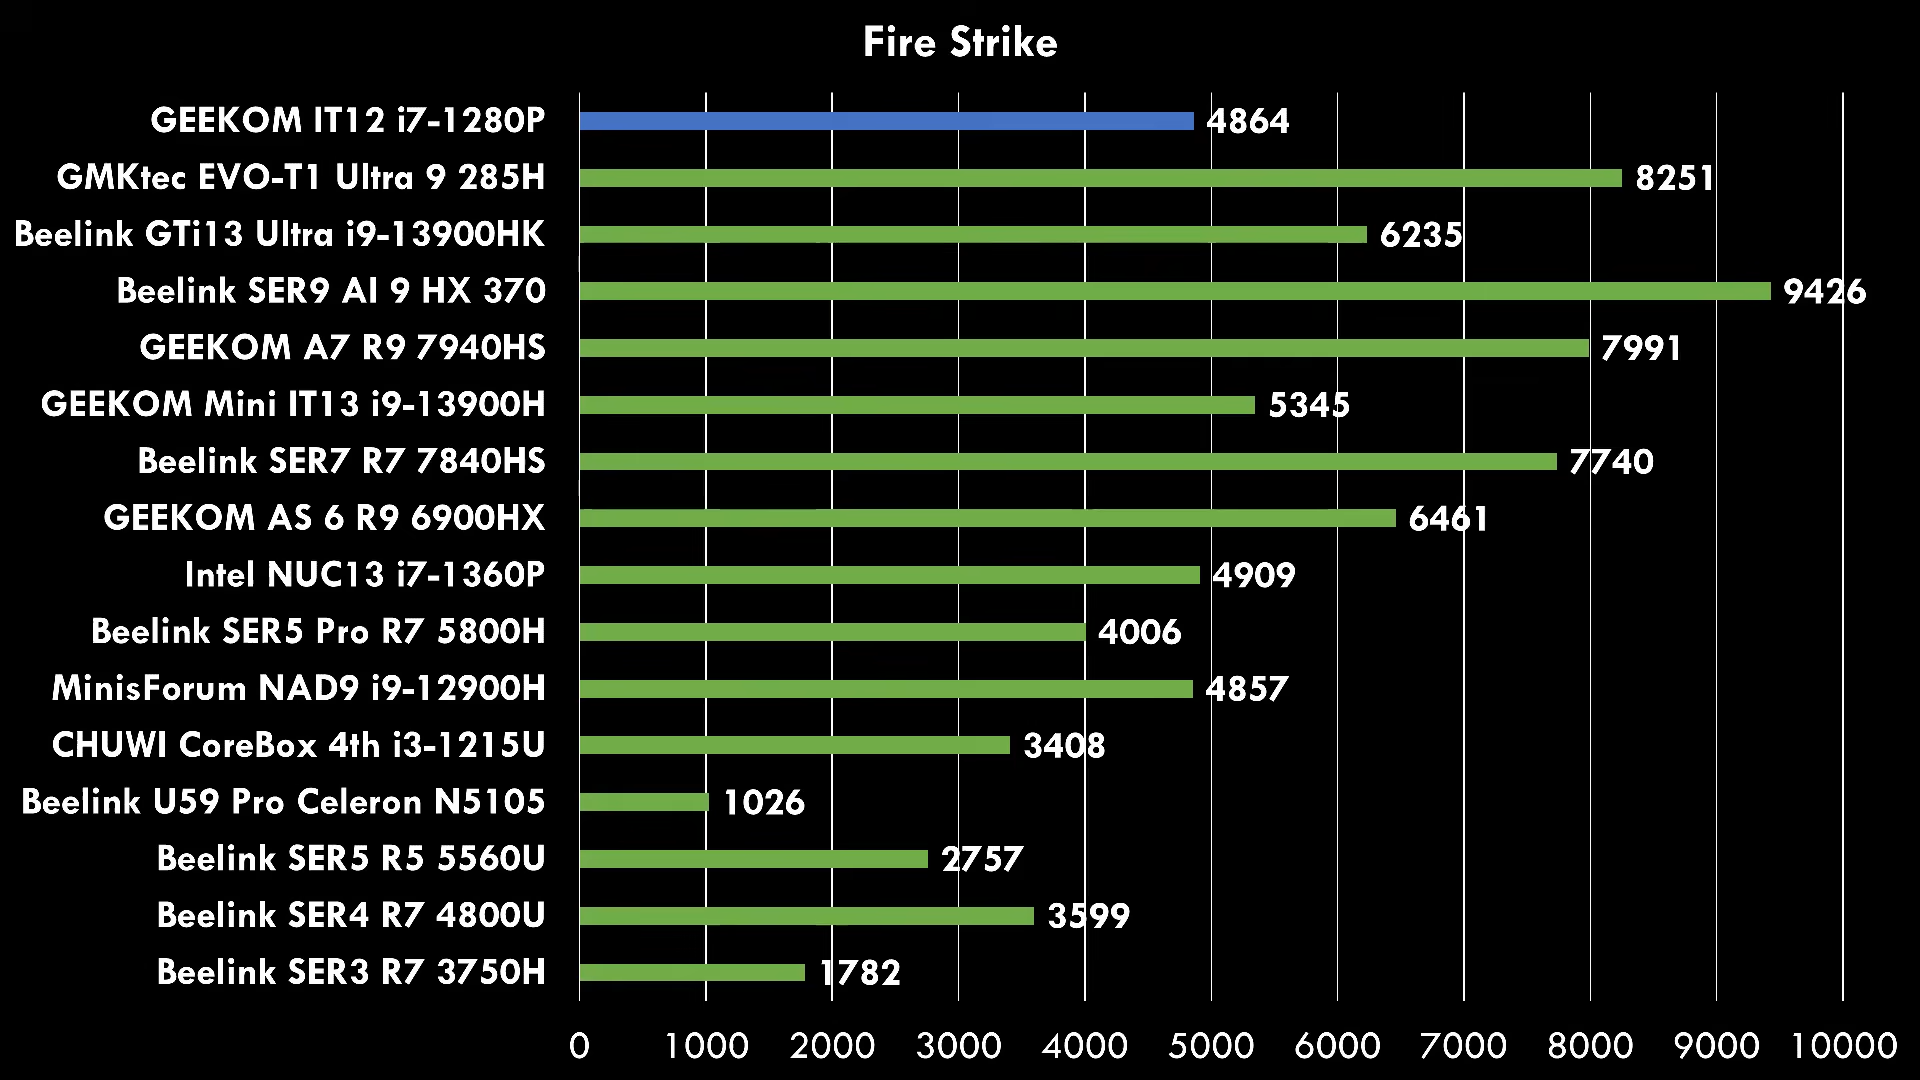 Fire Strike
GEEKOM IT12 i7-1280P 4864
GMKtec EVO-T1 Ultra 9 285H 8251
Beelink GTi13 Ultra i9-13900HK 6235
Beelink SER9 AI 9 HX 370 9426
GEEKOM A7 R9 7940HS 7991
GEEKOM Mini IT13 i9-13900H 5345
Beelink SER7 R7 7840HS 7740
GEEKOM AS 6 R9 6900HX 6461
Intel NUC13 i7-1360P 4909
Beelink SER5 Pro R7 5800H 4006
MinisForum NAD9 i9-12900H 4857
CHUWI CoreBox 4th i3-1215U 3408
Beelink U59 Pro Celeron N5105 1026
Beelink SER5 R5 5560U 2757
Beelink SER4 R7 4800U 3599
Beelink SER3 R7 3750H 1782
0 1000 2000 3000 4000 5000 6000 7000 8000 9000 10000